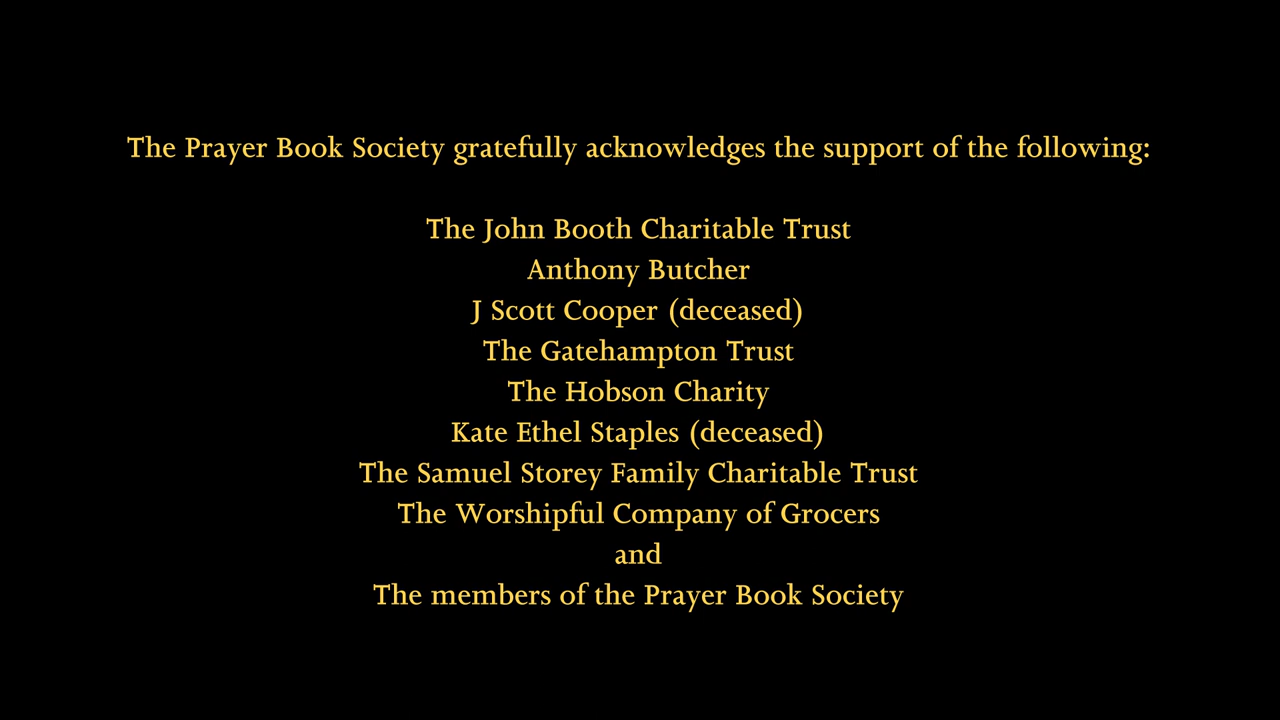 The Prayer Book Society gratefully acknowledges the support of the following:
The John Booth Charitable Trust
Anthony Butcher
J Scott Cooper (deceased)
The Gatehampton Trust
The Hobson Charity
Kate Ethel Staples (deceased)
The Samuel Storey Family Charitable Trust
The Worshipful Company of Grocers
and
The members of the Prayer Book Society